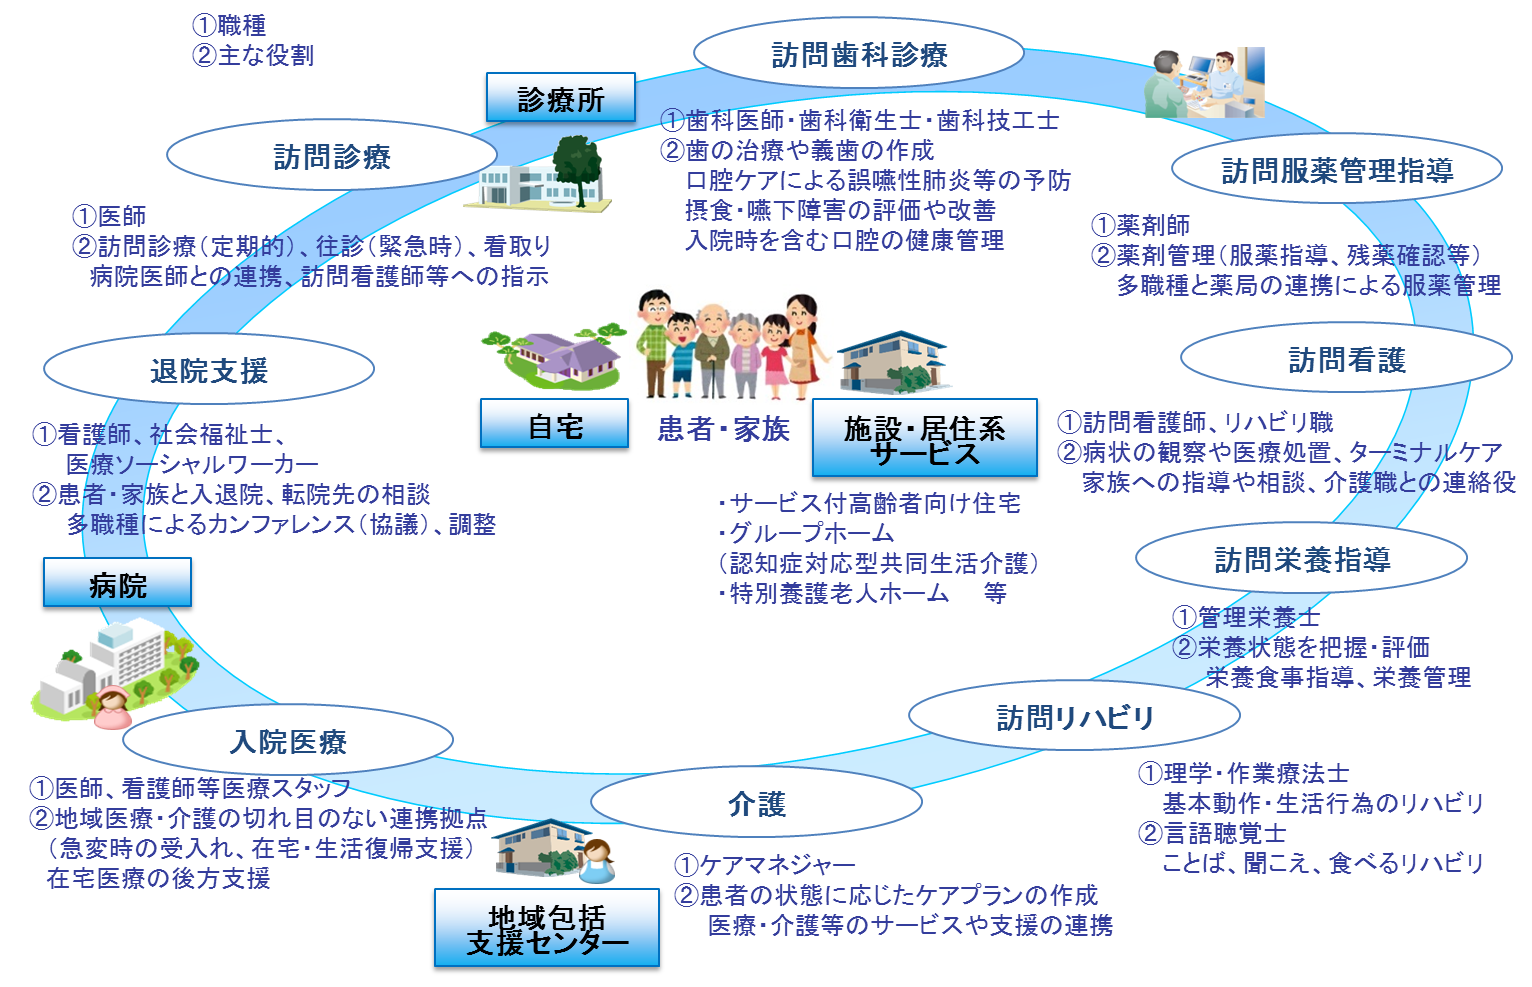 ①職種
②主な役割
訪問歯科診療
診療所
①歯科医師・歯科衛生士・歯科技工士
②歯の治療や義歯の作成
口腔ケアによる誤嚥性肺炎等の予防
摂食・嚥下障害の評価や改善
入院時を含む口腔の健康管理
訪問診療
①医師
②訪問診療（定期的）、往診（緊急時）、看取り
病院医師との連携、訪問看護師等への指示
訪問服薬管理指導
①薬剤師
②薬剤管理（服薬指導、残薬確認等）
多職種と薬局の連携による服薬管理
退院支援
①看護師、社会福祉士、
医療ソーシャルワーカー
②患者・家族と入退院、転院先の相談
多職種によるカンファレンス（協議）、調整
自宅
患者・家族
施設・居住系
サービス
・サービス付高齢者向け住宅
・グループホーム
（認知症対応型共同生活介護）
・特別養護老人ホーム　等
訪問看護
①訪問看護師、リハビリ職
②病状の観察や医療処置、ターミナルケア
家族への指導や相談、介護職との連絡役
病院
訪問栄養指導
①管理栄養士
②栄養状態を把握・評価
栄養食事指導、栄養管理
入院医療
①医師、看護師等医療スタッフ
②地域医療・介護の切れ目のない連携拠点
（急変時の受入れ、在宅・生活復帰支援）
在宅医療の後方支援
訪問リハビリ
①理学・作業療法士
基本動作・生活行為のリハビリ
②言語聴覚士
ことば、聞こえ、食べるリハビリ
介護
①ケアマネジャー
②患者の状態に応じたケアプランの作成
医療・介護等のサービスや支援の連携
地域包括
支援センター